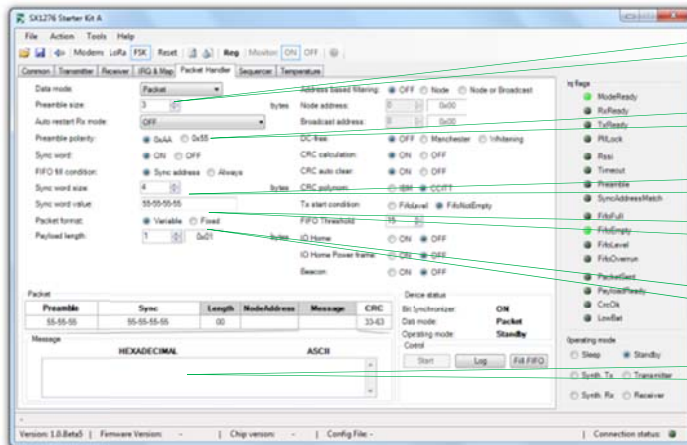 SX1276 Starter Kit A
File Action Tools Help
Modem: LoRa FSK Reset Reg Monitor: ON OFF
Common Transmitter Receiver IRQ & Map Packet Handler Sequencer Temperature
Data mode: Packet
Preamble size: 3 bytes
Auto restart Rx mode: OFF
Preamble polarity: 0xAA 0x55
Sync word: ON OFF
FIFO fill condition: Sync address Always
Sync word size: 4 bytes
Sync word value: 55-55-55-55
Packet format: Variable Fixed
Payload length: 1 0x01 bytes
Address based filtering: OFF Node Node or Broadcast
Node address: 0 0x00
Broadcast address: 0 0x00
DC-free: OFF Manchester Whitening
CRC calculation: ON OFF
CRC auto clear: ON OFF
CRC polynom: IBM CCITT
Tx start condition: FifoLevel FifoNotEmpty
FIFO Threshold: 15
IO Home: ON OFF
IO Home Power frame: ON OFF
Beacon: ON OFF
Irq flags
ModeReady
RxReady
TxReady
PllLock
Rssi
Timeout
Preamble
SyncAddressMatch
FifoFull
FifoEmpty
FifoLevel
FifoOverrun
PacketSent
PayloadReady
CrcOk
LowBat
Packet
Preamble Sync Length NodeAddress Message CRC
55-55-55 55-55-55-55 00 33-63
Message
HEXADECIMAL ASCII
Device status
Bit Synchronizer: ON
Data mode: Packet
Operating mode: Standby
Control
Start Log Fill FIFO
Operating mode
Sleep Standby
Synth. Tx Transmitter
Synth. Rx Receiver
-
Version: 1.0.Beta5 | Firmware Version: - | Chip version: - | Config File: - | Connection status: